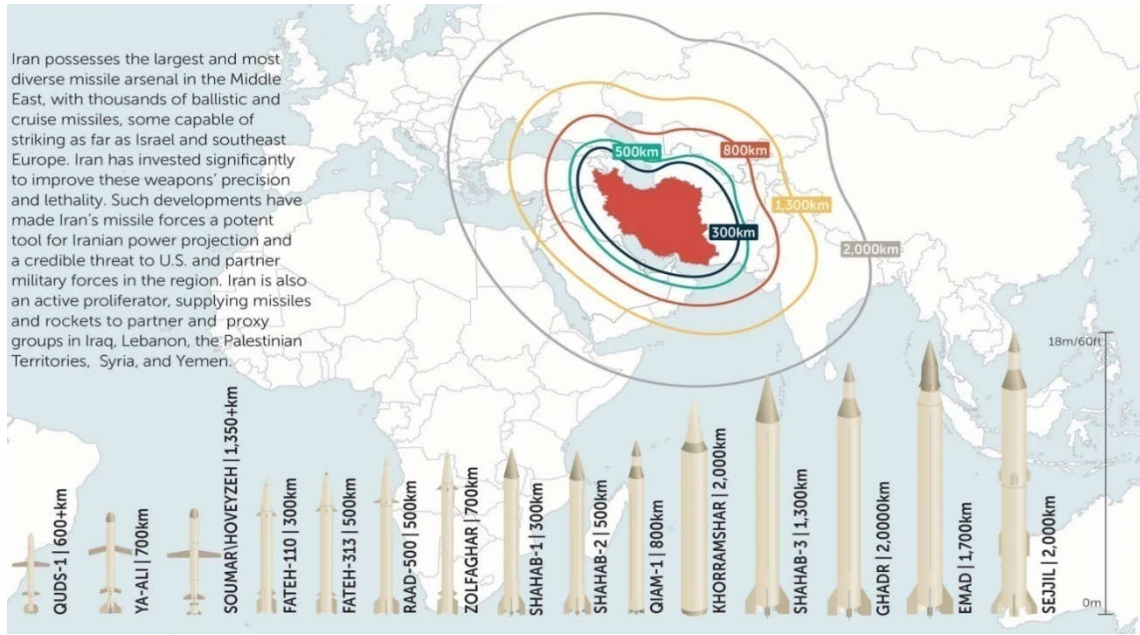 Iran possesses the largest and most
diverse missile arsenal in the Middle
East, with thousands of ballistic and
cruise missiles, some capable of
striking as far as Israel and southeast
Europe. Iran has invested significantly
to improve these weapons’ precision
and lethality. Such developments have
made Iran’s missile forces a potent
tool for Iranian power projection and
a credible threat to U.S. and partner
military forces in the region. Iran is also
an active proliferator, supplying missiles
and rockets to partner and proxy
groups in Iraq, Lebanon, the Palestinian
Territories, Syria, and Yemen.
500km
800km
1,300km
300km
2,000km
18m/60ft
0m
QUDS-1 | 600+km
YA-ALI | 700km
SOUMAR\HOVEYZEH | 1,350+km
FATEH-110 | 300km
FATEH-313 | 500km
RAAD-500 | 500km
ZOLFAGHAR | 700km
SHAHAB-1 | 300km
SHAHAB-2 | 500km
QIAM-1 | 800km
KHORRAMSHAR | 2,000km
SHAHAB-3 | 1,300km
GHADR | 2,0000km
EMAD | 1,700km
SEJJIL | 2,000km